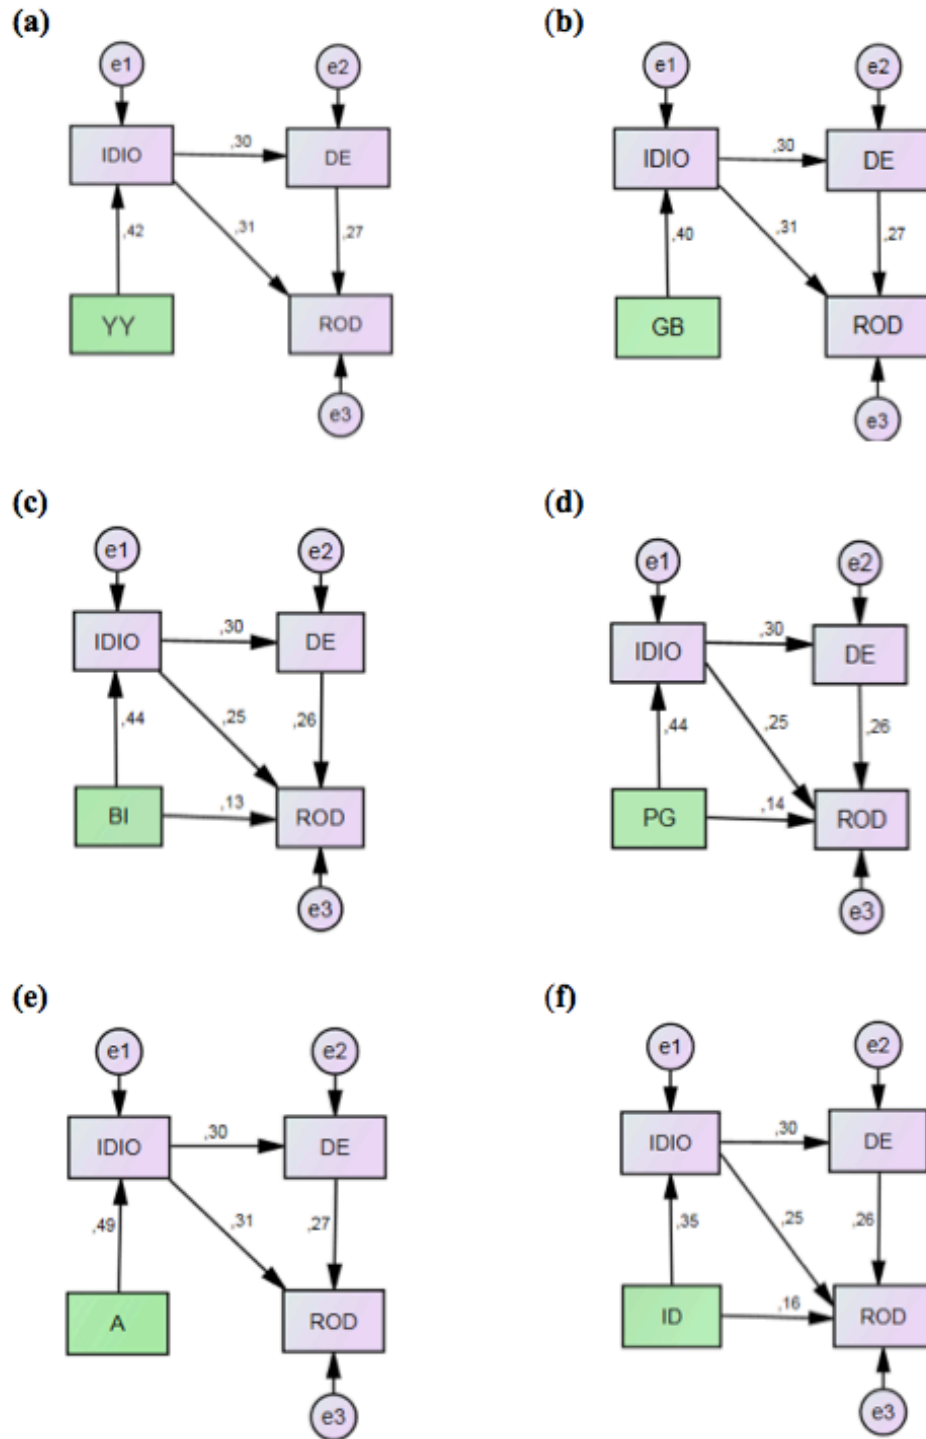 (a) (b)
e1 e2 e1 e2
IDIO ,30 DE IDIO ,30 DE
,42 ,31 ,27 ,40 ,31 ,27
YY ROD GB ROD
e3 e3
(c) (d)
e1 e2 e1 e2
IDIO ,30 DE IDIO ,30 DE
,44 ,25 ,26 ,44 ,25 ,26
BI ,13 ROD PG ,14 ROD
e3 e3
(e) (f)
e1 e2 e1 e2
IDIO ,30 DE IDIO ,30 DE
,49 ,31 ,27 ,35 ,25 ,26
A ROD ID ,16 ROD
e3 e3